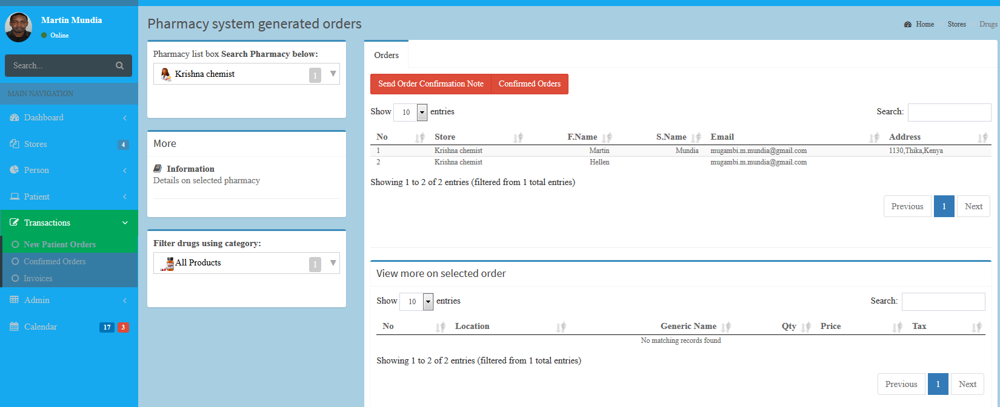 Martin Mundia
Online
Search...
MAIN NAVIGATION
Dashboard
Stores 4
Person
Patient
Transactions
New Patient Orders
Confirmed Orders
Invoices
Admin
Calendar 17 3
Pharmacy system generated orders
Home Stores Drugs
Pharmacy list box Search Pharmacy below:
Krishna chemist 1
More
Information
Details on selected pharmacy
Filter drugs using category:
All Products 1
Orders
Send Order Confirmation Note Confirmed Orders
Show 10 entries Search:
No Store F.Name S.Name Email Address
1 Krishna chemist Martin Mundia mugambi.m.mundia@gmail.com 1130,Thika,Kenya
2 Krishna chemist Hellen mugambi.m.mundia@gmail.com
Showing 1 to 2 of 2 entries (filtered from 1 total entries)
Previous 1 Next
View more on selected order
Show 10 entries Search:
No Location Generic Name Qty Price Tax
No matching records found
Showing 1 to 2 of 2 entries (filtered from 1 total entries)
Previous 1 Next